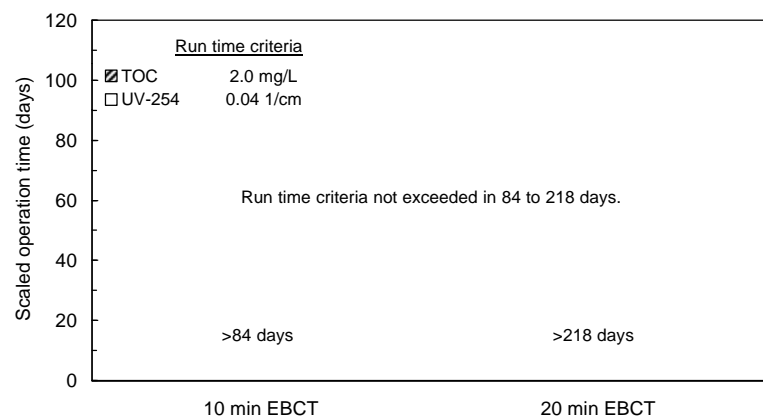 120
100
80
60
40
20
0
Scaled operation time (days)
Run time criteria
TOC 2.0 mg/L
UV-254 0.04 1/cm
Run time criteria not exceeded in 84 to 218 days.
>84 days >218 days
10 min EBCT 20 min EBCT